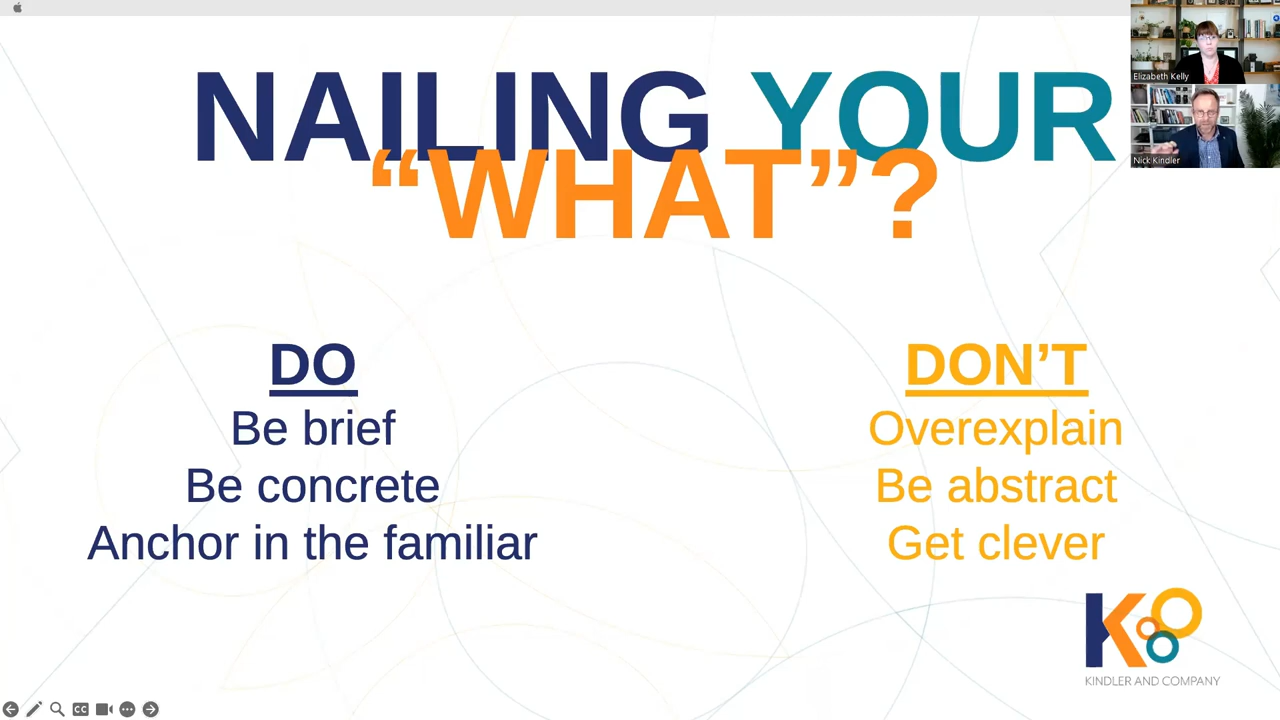 NAILING YOUR
“WHAT”?
Elizabeth Kelly
Nick Kindler
DO
Be brief
Be concrete
Anchor in the familiar
DON’T
Overexplain
Be abstract
Get clever
K
KINDLER AND COMPANY
CC